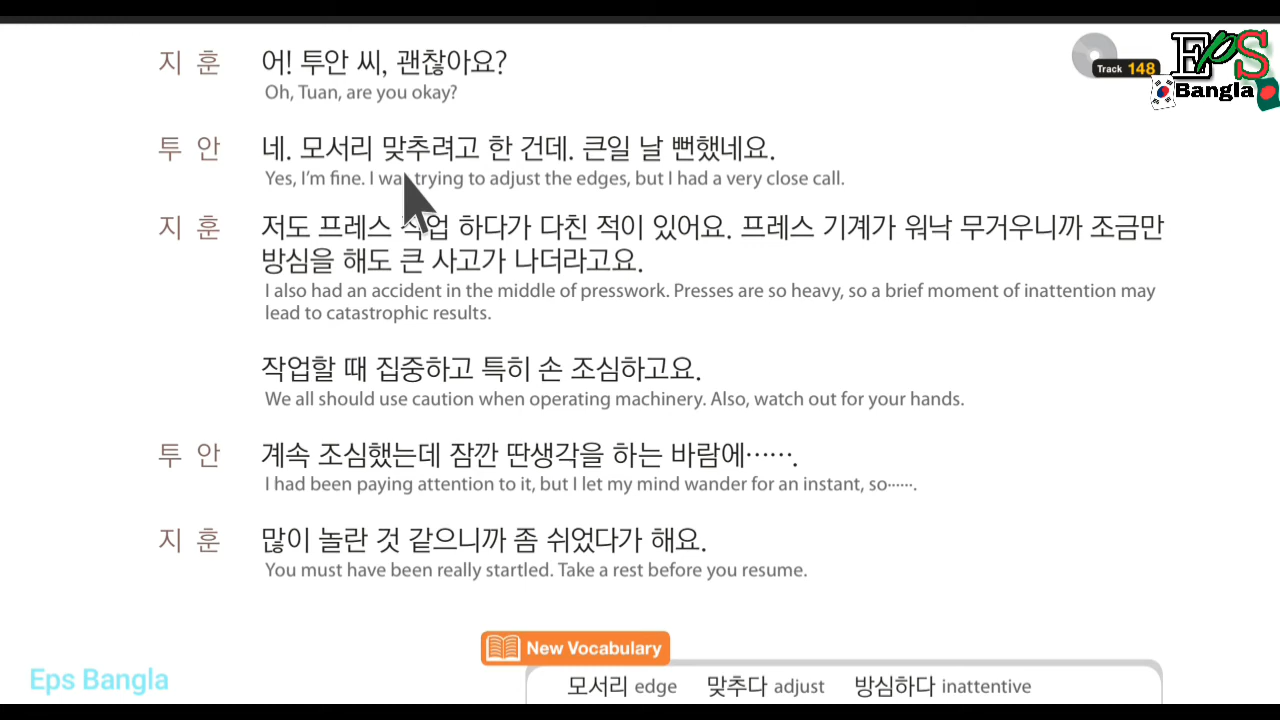 지 훈 어! 투안 씨, 괜찮아요?
Track 148
EPS
Bangla
Oh, Tuan, are you okay?
투 안 네. 모서리 맞추려고 한 건데. 큰일 날 뻔했네요.
Yes, I'm fine. I wa trying to adjust the edges, but I had a very close call.
지 훈 저도 프레스 작업 하다가 다친 적이 있어요. 프레스 기계가 워낙 무거우니까 조금만
방심을 해도 큰 사고가 나더라고요.
I also had an accident in the middle of presswork. Presses are so heavy, so a brief moment of inattention may
lead to catastrophic results.
작업할 때 집중하고 특히 손 조심하고요.
We all should use caution when operating machinery. Also, watch out for your hands.
투 안 계속 조심했는데 잠깐 딴생각을 하는 바람에…….
I had been paying attention to it, but I let my mind wander for an instant, so…….
지 훈 많이 놀란 것 같으니까 좀 쉬었다가 해요.
You must have been really startled. Take a rest before you resume.
New Vocabulary
Eps Bangla
모서리 edge 맞추다 adjust 방심하다 inattentive